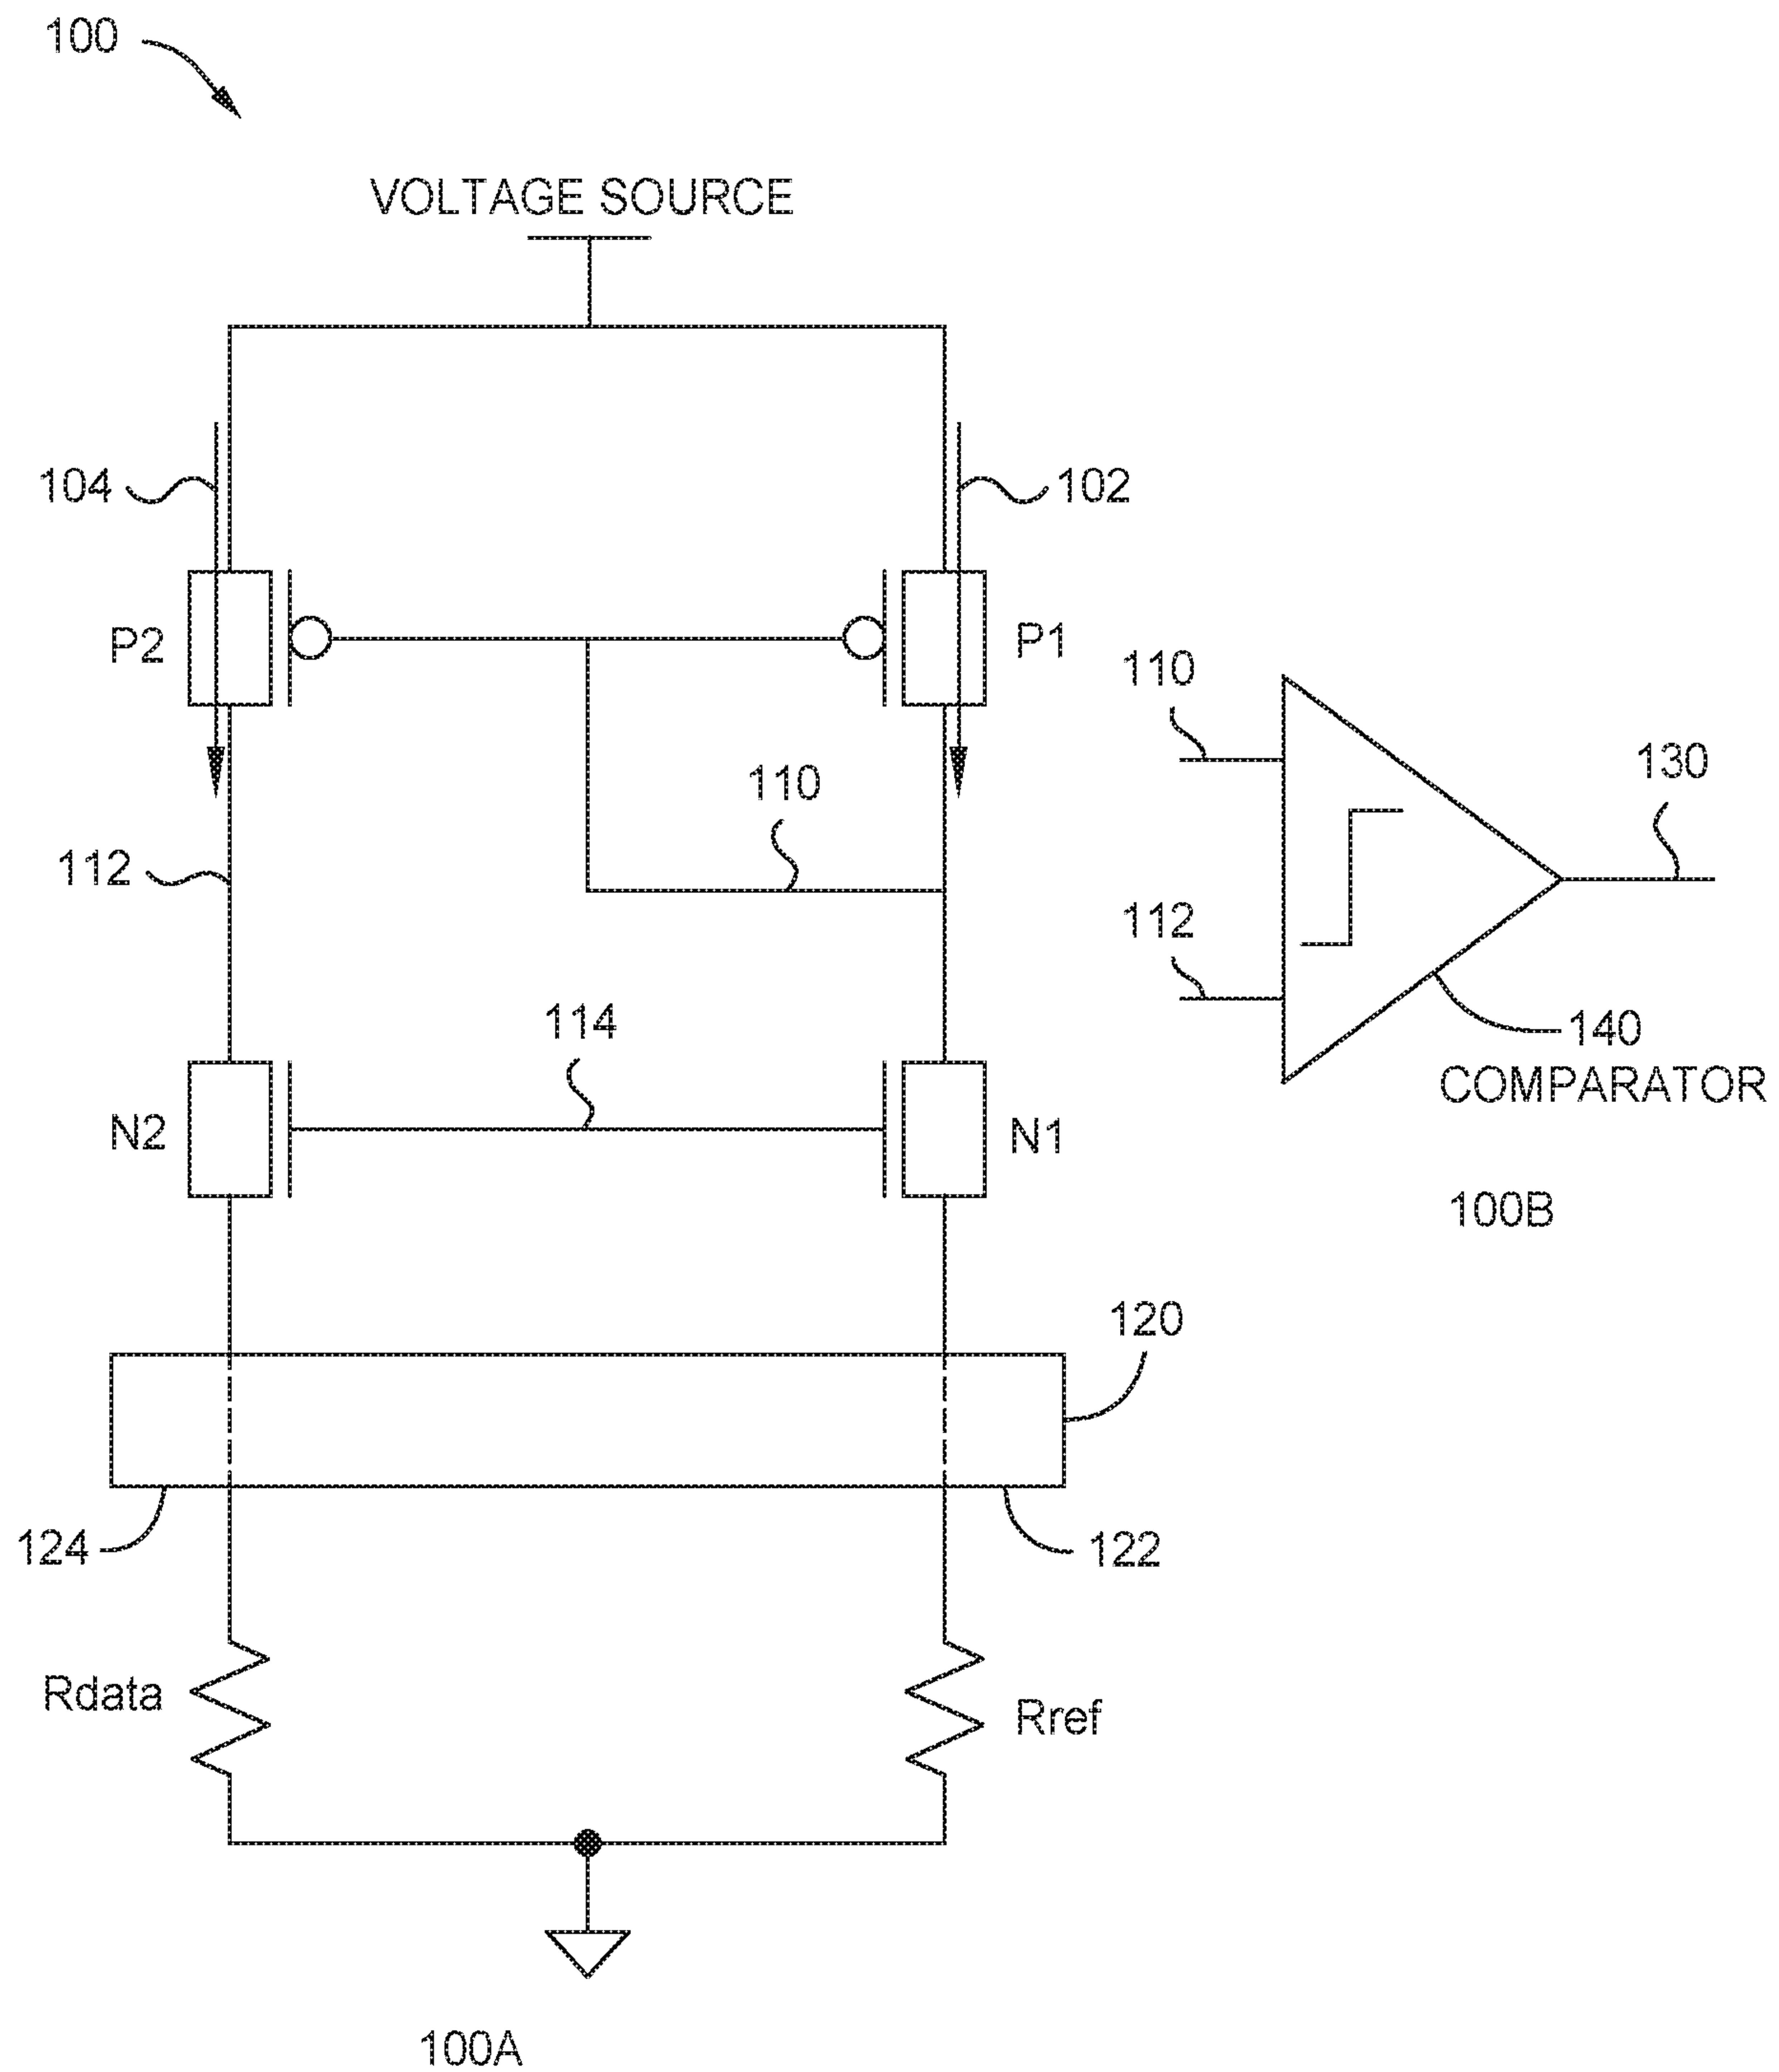 100
VOLTAGE SOURCE
104
102
P2
P1
110
110
130
112
112
114
140
COMPARATOR
N2
N1
100B
120
124
122
Rdata
Rref
100A